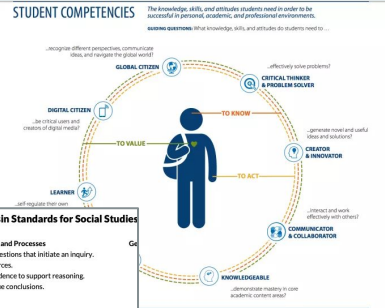 STUDENT COMPETENCIES
The knowledge, skills, and attitudes students need in order to be
successful in personal, academic, and professional environments.
GUIDING QUESTIONS: What knowledge, skills, and attitudes do students need to ...
...recognize different perspectives, communicate
ideas, and navigate the global world?
GLOBAL CITIZEN
...effectively solve problems?
CRITICAL THINKER
& PROBLEM SOLVER
DIGITAL CITIZEN
...be critical users and
creators of digital media?
TO KNOW
...generate novel and useful
ideas and solutions?
CREATOR
& INNOVATOR
TO VALUE
TO ACT
LEARNER
...self-regulate their own
...interact and work
effectively with others?
COMMUNICATOR
& COLLABORATOR
KNOWLEDGEABLE
...demonstrate mastery in core
academic content areas?
sin Standards for Social Studies
and Processes
Ge
estions that initiate an inquiry.
rces.
dence to support reasoning.
e conclusions.